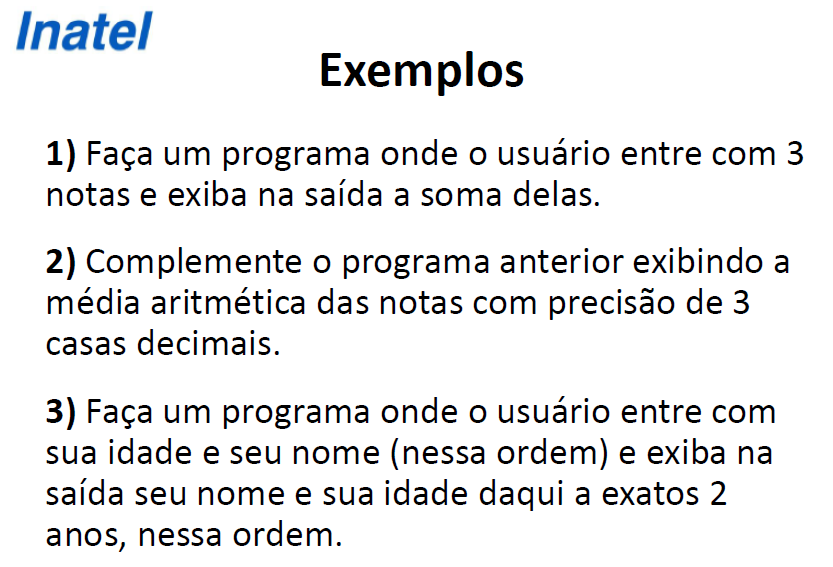 Inatel
Exemplos
1) Faça um programa onde o usuário entre com 3
notas e exiba na saída a soma delas.
2) Complemente o programa anterior exibindo a
média aritmética das notas com precisão de 3
casas decimais.
3) Faça um programa onde o usuário entre com
sua idade e seu nome (nessa ordem) e exiba na
saída seu nome e sua idade daqui a exatos 2
anos, nessa ordem.